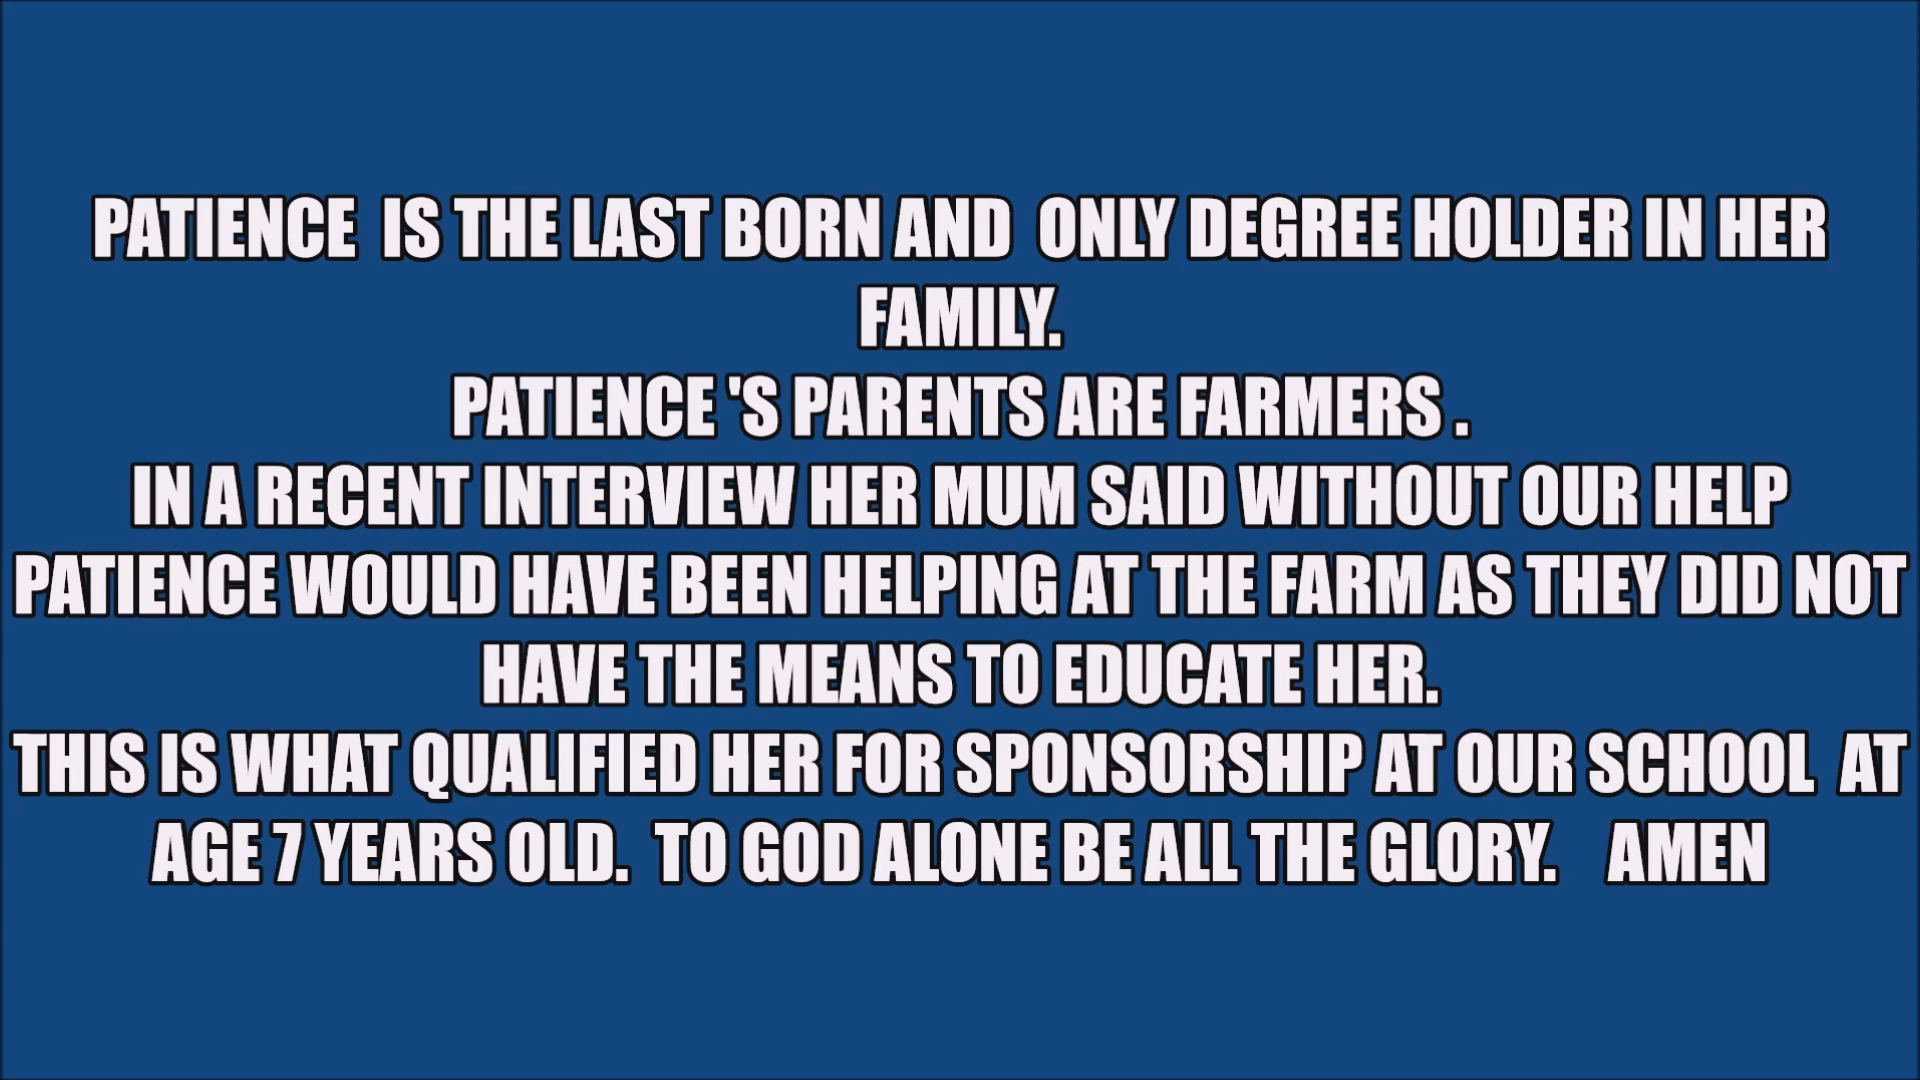 PATIENCE  IS THE LAST BORN AND  ONLY DEGREE HOLDER IN HER
FAMILY.
PATIENCE 'S PARENTS ARE FARMERS .
IN A RECENT INTERVIEW HER MUM SAID WITHOUT OUR HELP
PATIENCE WOULD HAVE BEEN HELPING AT THE FARM AS THEY DID NOT
HAVE THE MEANS TO EDUCATE HER.
THIS IS WHAT QUALIFIED HER FOR SPONSORSHIP AT OUR SCHOOL  AT
AGE 7 YEARS OLD.  TO GOD ALONE BE ALL THE GLORY.    AMEN